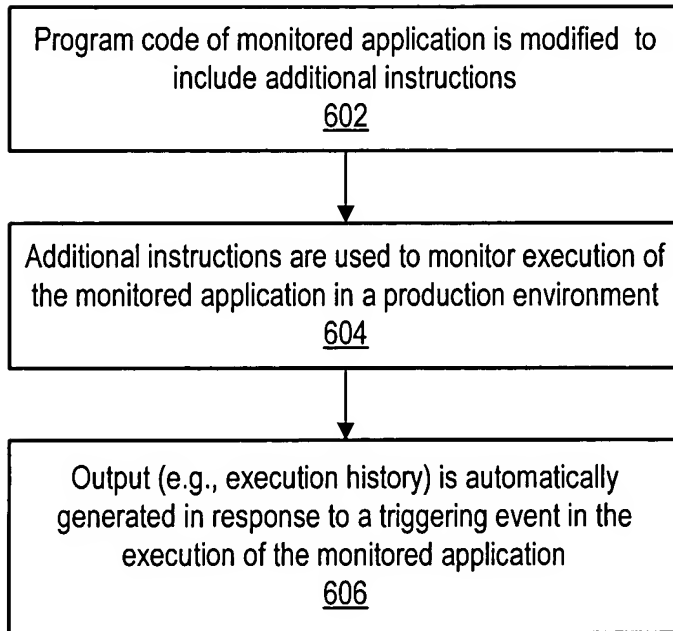 Program code of monitored application is modified to
include additional instructions
602
Additional instructions are used to monitor execution of
the monitored application in a production environment
604
Output (e.g., execution history) is automatically
generated in response to a triggering event in the
execution of the monitored application
606